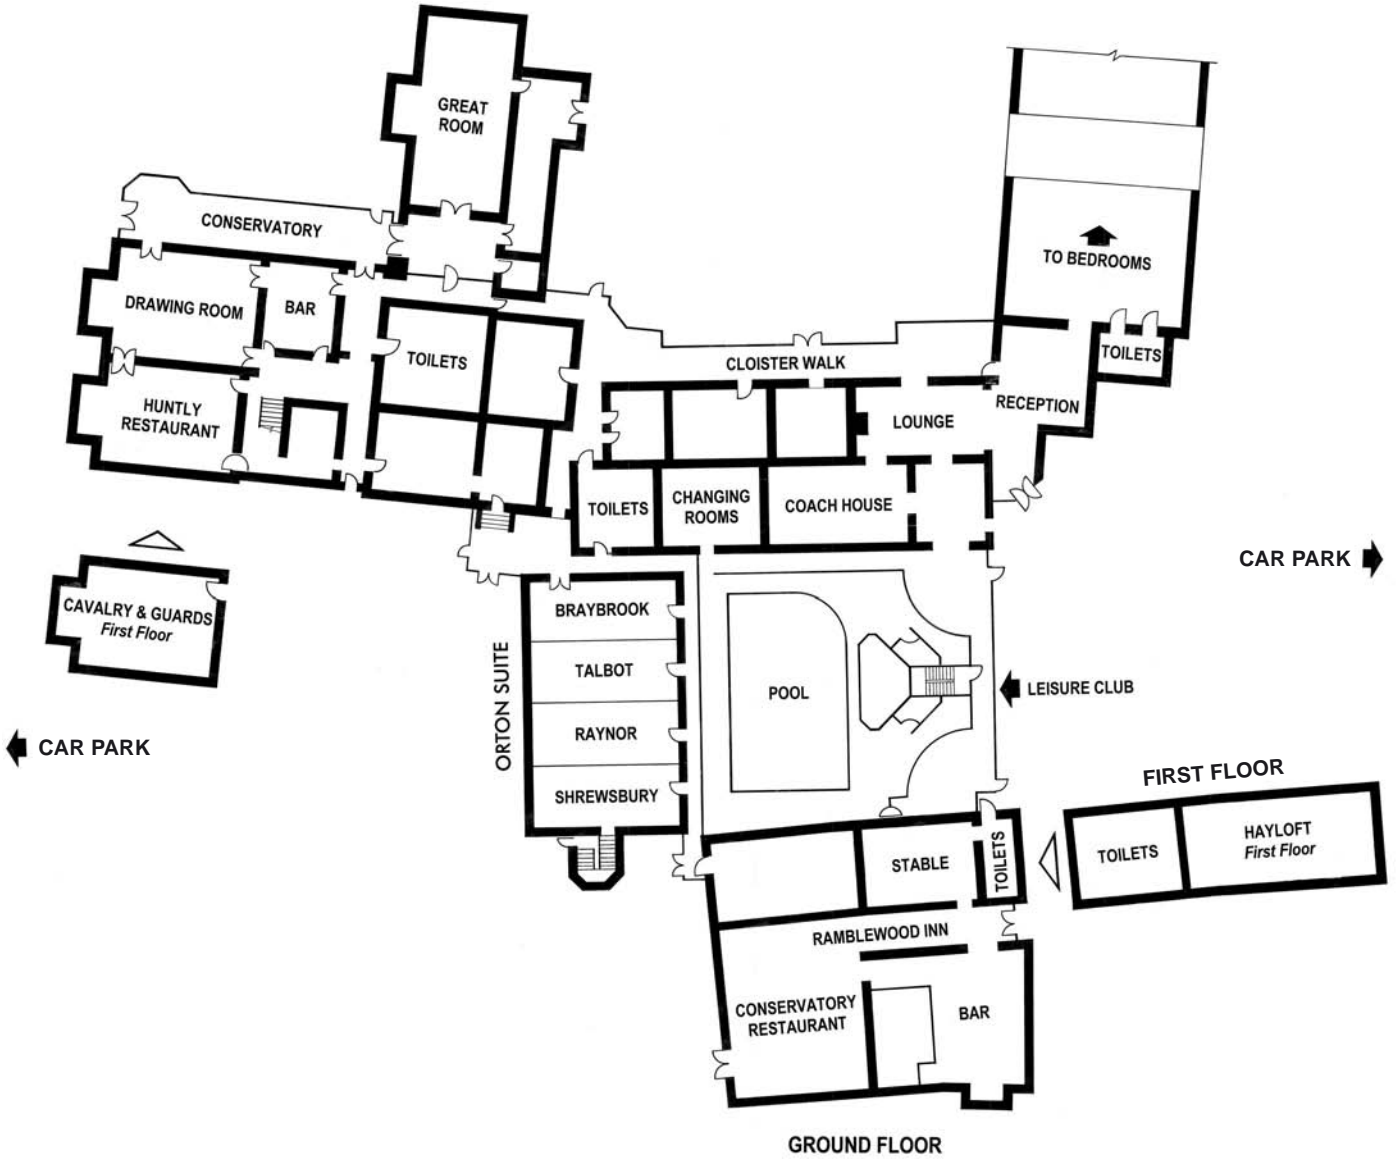 GREAT
ROOM
CONSERVATORY
DRAWING ROOM
BAR
TOILETS
HUNTLY
RESTAURANT
CLOISTER WALK
LOUNGE
RECEPTION
TO BEDROOMS
TOILETS
TOILETS
CHANGING
ROOMS
COACH HOUSE
CAR PARK
CAVALRY & GUARDS
First Floor
CAR PARK
ORTON SUITE
BRAYBROOK
TALBOT
RAYNOR
SHREWSBURY
POOL
LEISURE CLUB
FIRST FLOOR
TOILETS
HAYLOFT
First Floor
STABLE
TOILETS
RAMBLEWOOD INN
CONSERVATORY
RESTAURANT
BAR
GROUND FLOOR